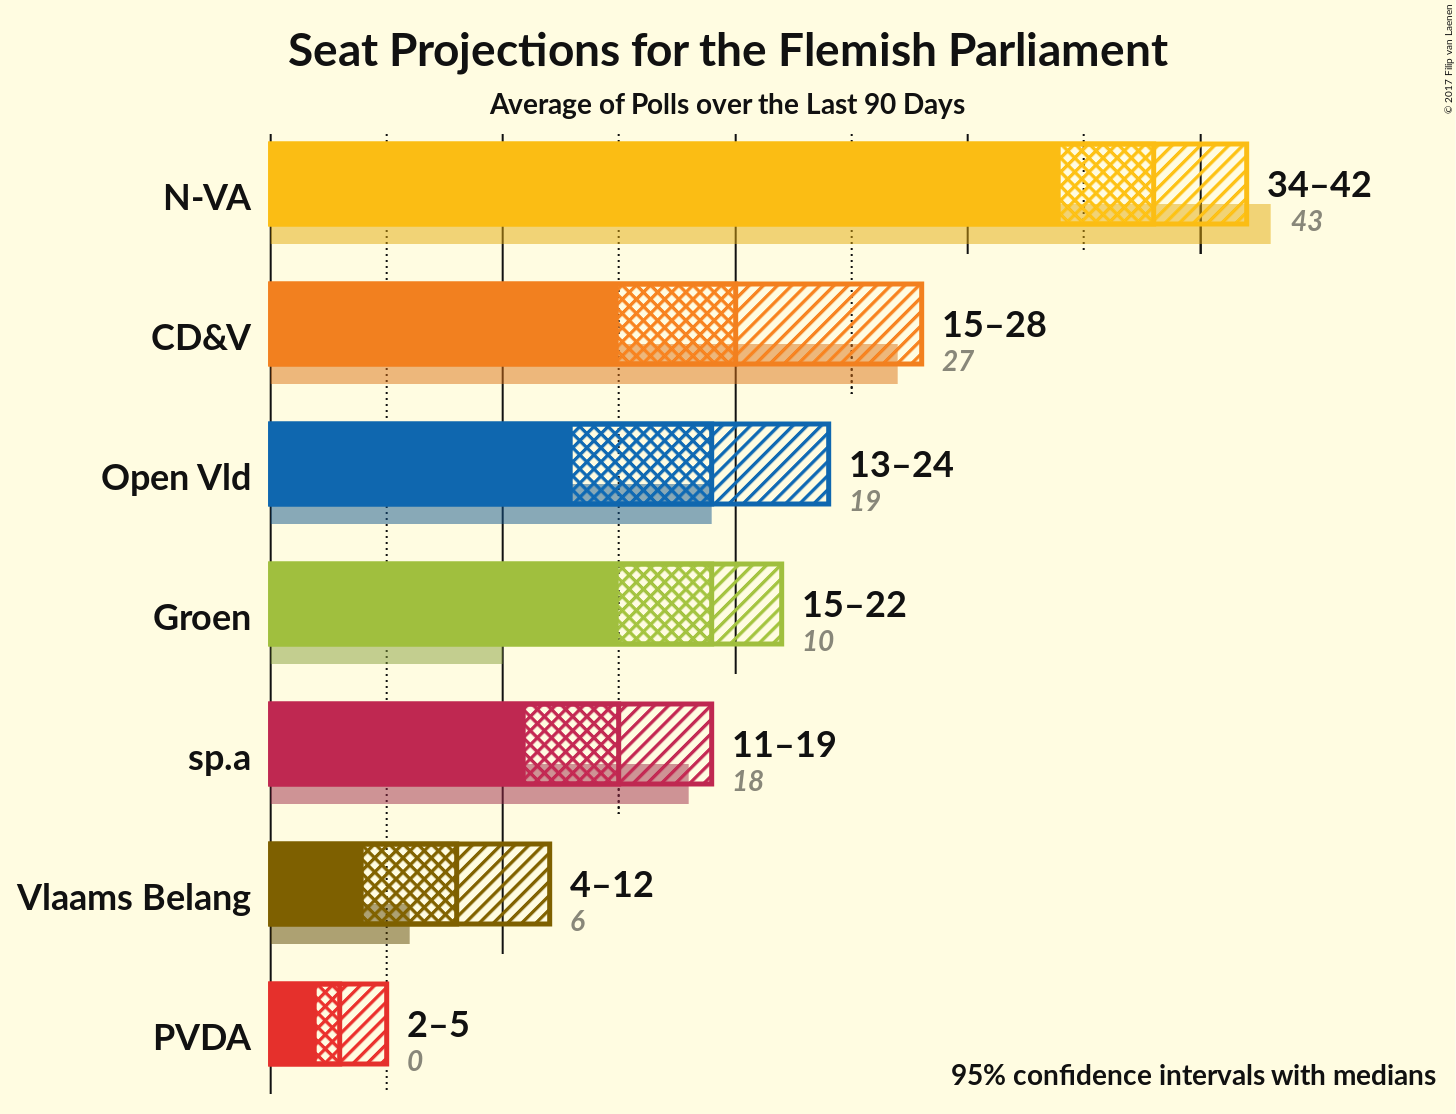 Seat Projections for the Flemish Parliament
Average of Polls over the Last 90 Days
© 2017 Filip van Laenen
N-VA
34–42
43
CD&V
15–28
27
Open Vld
13–24
19
Groen
15–22
10
sp.a
11–19
18
Vlaams Belang
4–12
6
PVDA
2–5
0
95% confidence intervals with medians